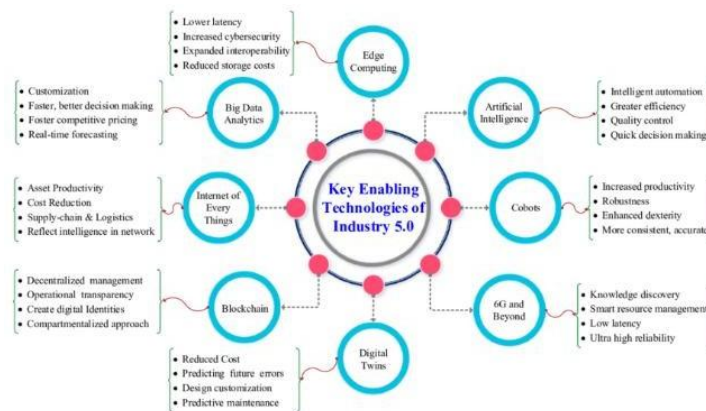 Lower latency
Increased cybersecurity
Expanded interoperability
Reduced storage costs
Edge
Computing
Customization
Faster, better decision making
Foster competitive pricing
Real-time forecasting
Big Data
Analytics
Artificial
Intelligence
Intelligent automation
Greater efficiency
Quality control
Quick decision making
Key Enabling
Technologies of
Industry 5.0
Asset Productivity
Cost Reduction
Supply-chain & Logistics
Reflect intelligence in network
Internet of
Every
Things
Cobots
Increased productivity
Robustness
Enhanced dexterity
More consistent, accurate
Decentralized management
Operational transparency
Create digital Identities
Compartmentalized approach
Blockchain
6G and
Beyond
Knowledge discovery
Smart resource management
Low latency
Ultra high reliability
Reduced Cost
Predicting future errors
Design customization
Predictive maintenance
Digital
Twins